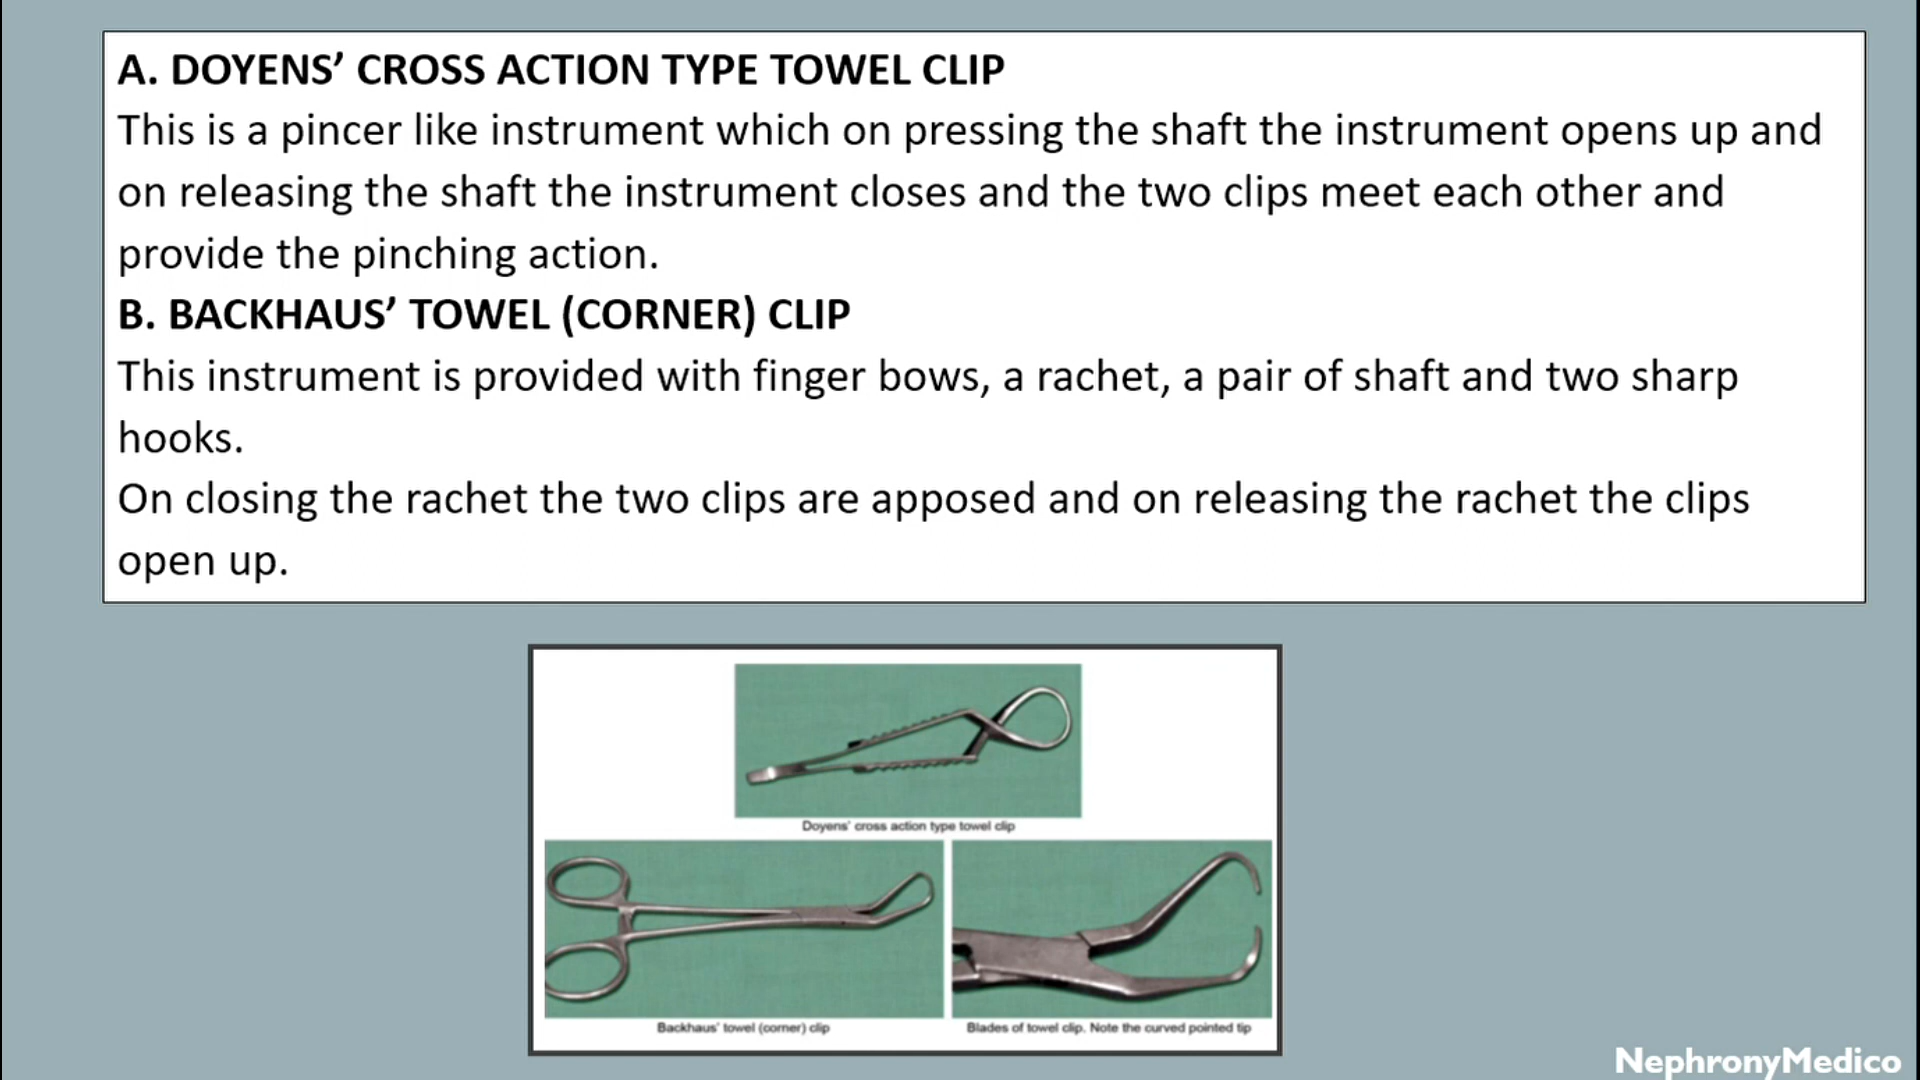 A. DOYENS’ CROSS ACTION TYPE TOWEL CLIP
This is a pincer like instrument which on pressing the shaft the instrument opens up and
on releasing the shaft the instrument closes and the two clips meet each other and
provide the pinching action.
B. BACKHAUS’ TOWEL (CORNER) CLIP
This instrument is provided with finger bows, a rachet, a pair of shaft and two sharp
hooks.
On closing the rachet the two clips are apposed and on releasing the rachet the clips
open up.
Doyens’ cross action type towel clip
Backhaus’ towel (corner) clip
Blades of towel clip. Note the curved pointed tip
NephronyMedico